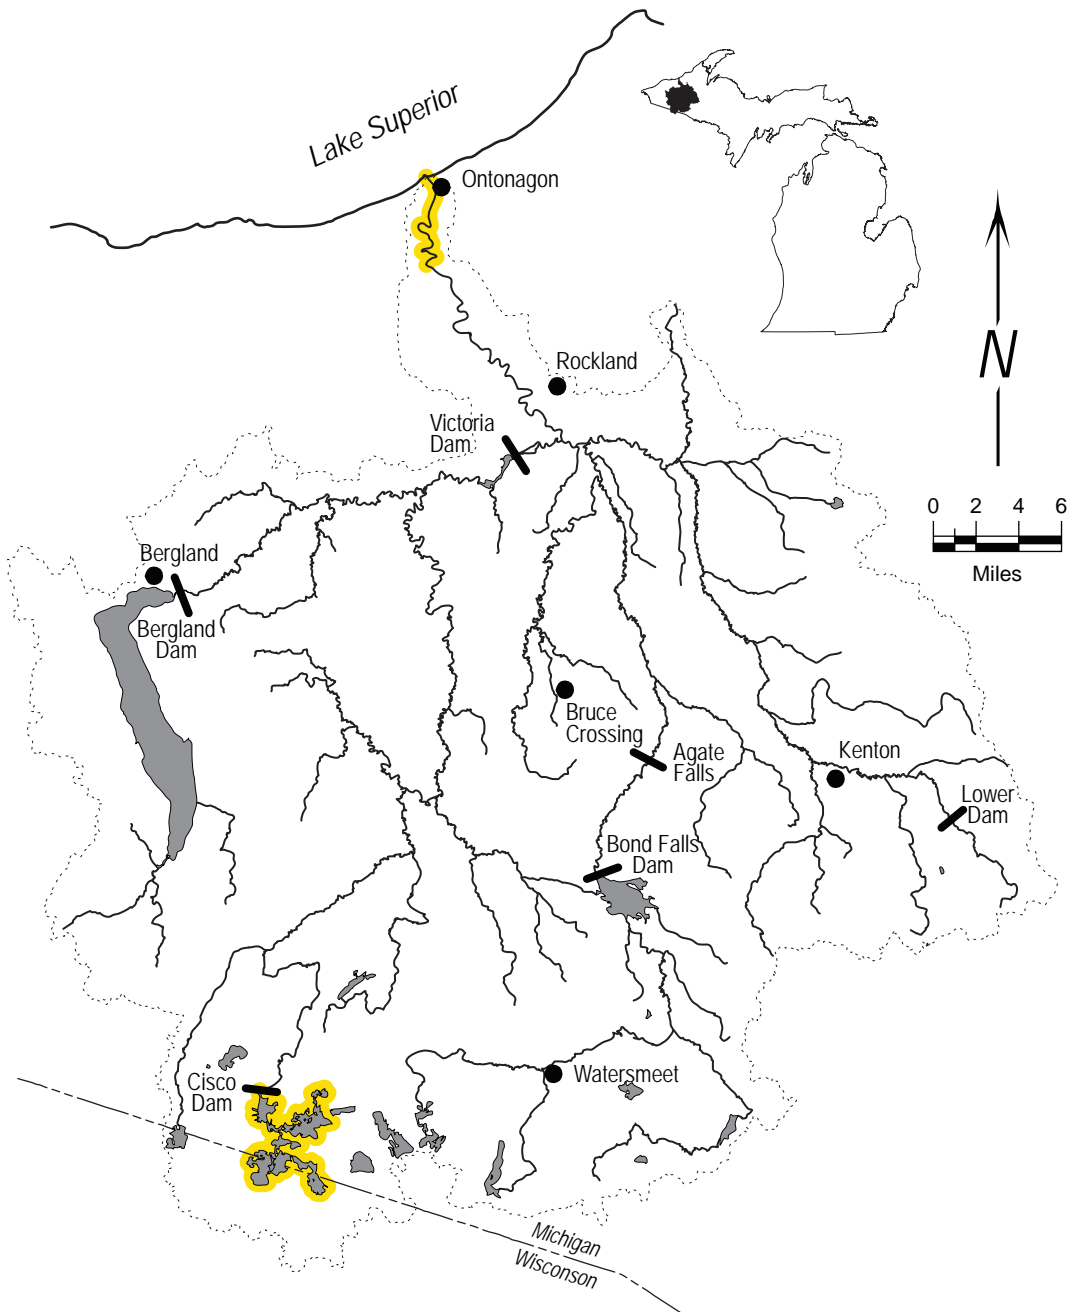 Lake Superior
Ontonagon
N
Rockland
Victoria
Dam
0 2 4 6
Miles
Bergland
Bergland
Dam
Bruce
Crossing
Agate
Falls
Kenton
Lower
Dam
Bond Falls
Dam
Cisco
Dam
Watersmeet
Michigan
Wisconson